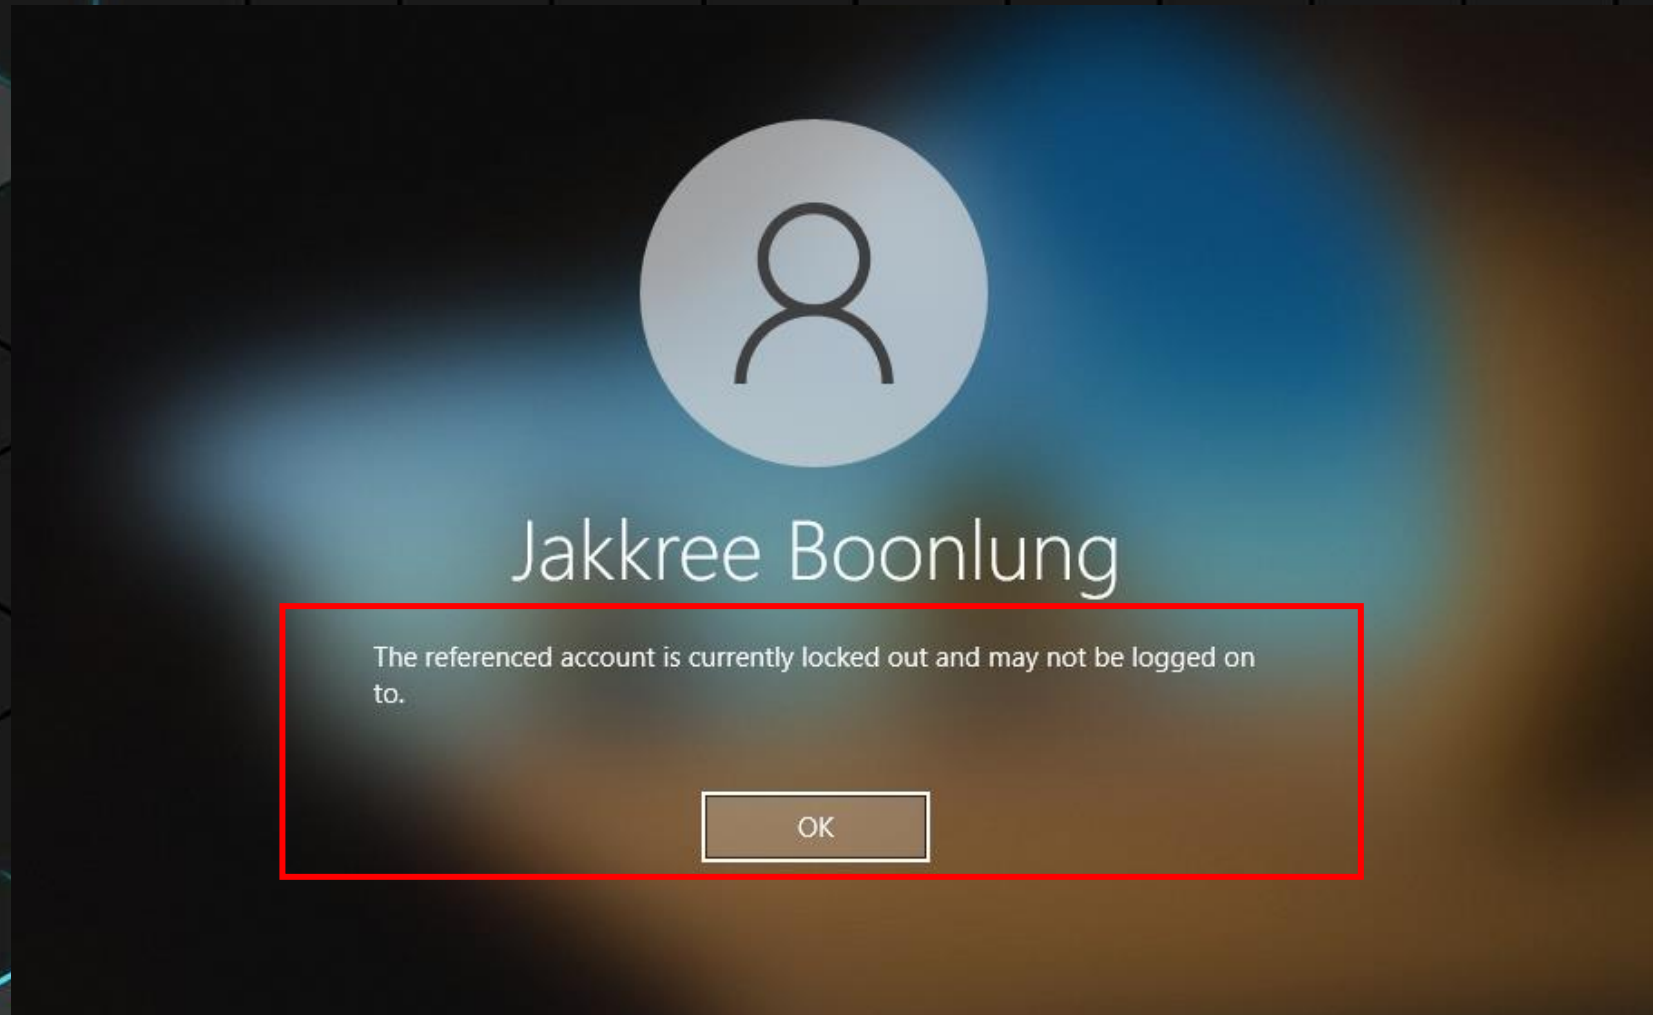 Jakkree Boonlung
The referenced account is currently locked out and may not be logged on
to.
OK